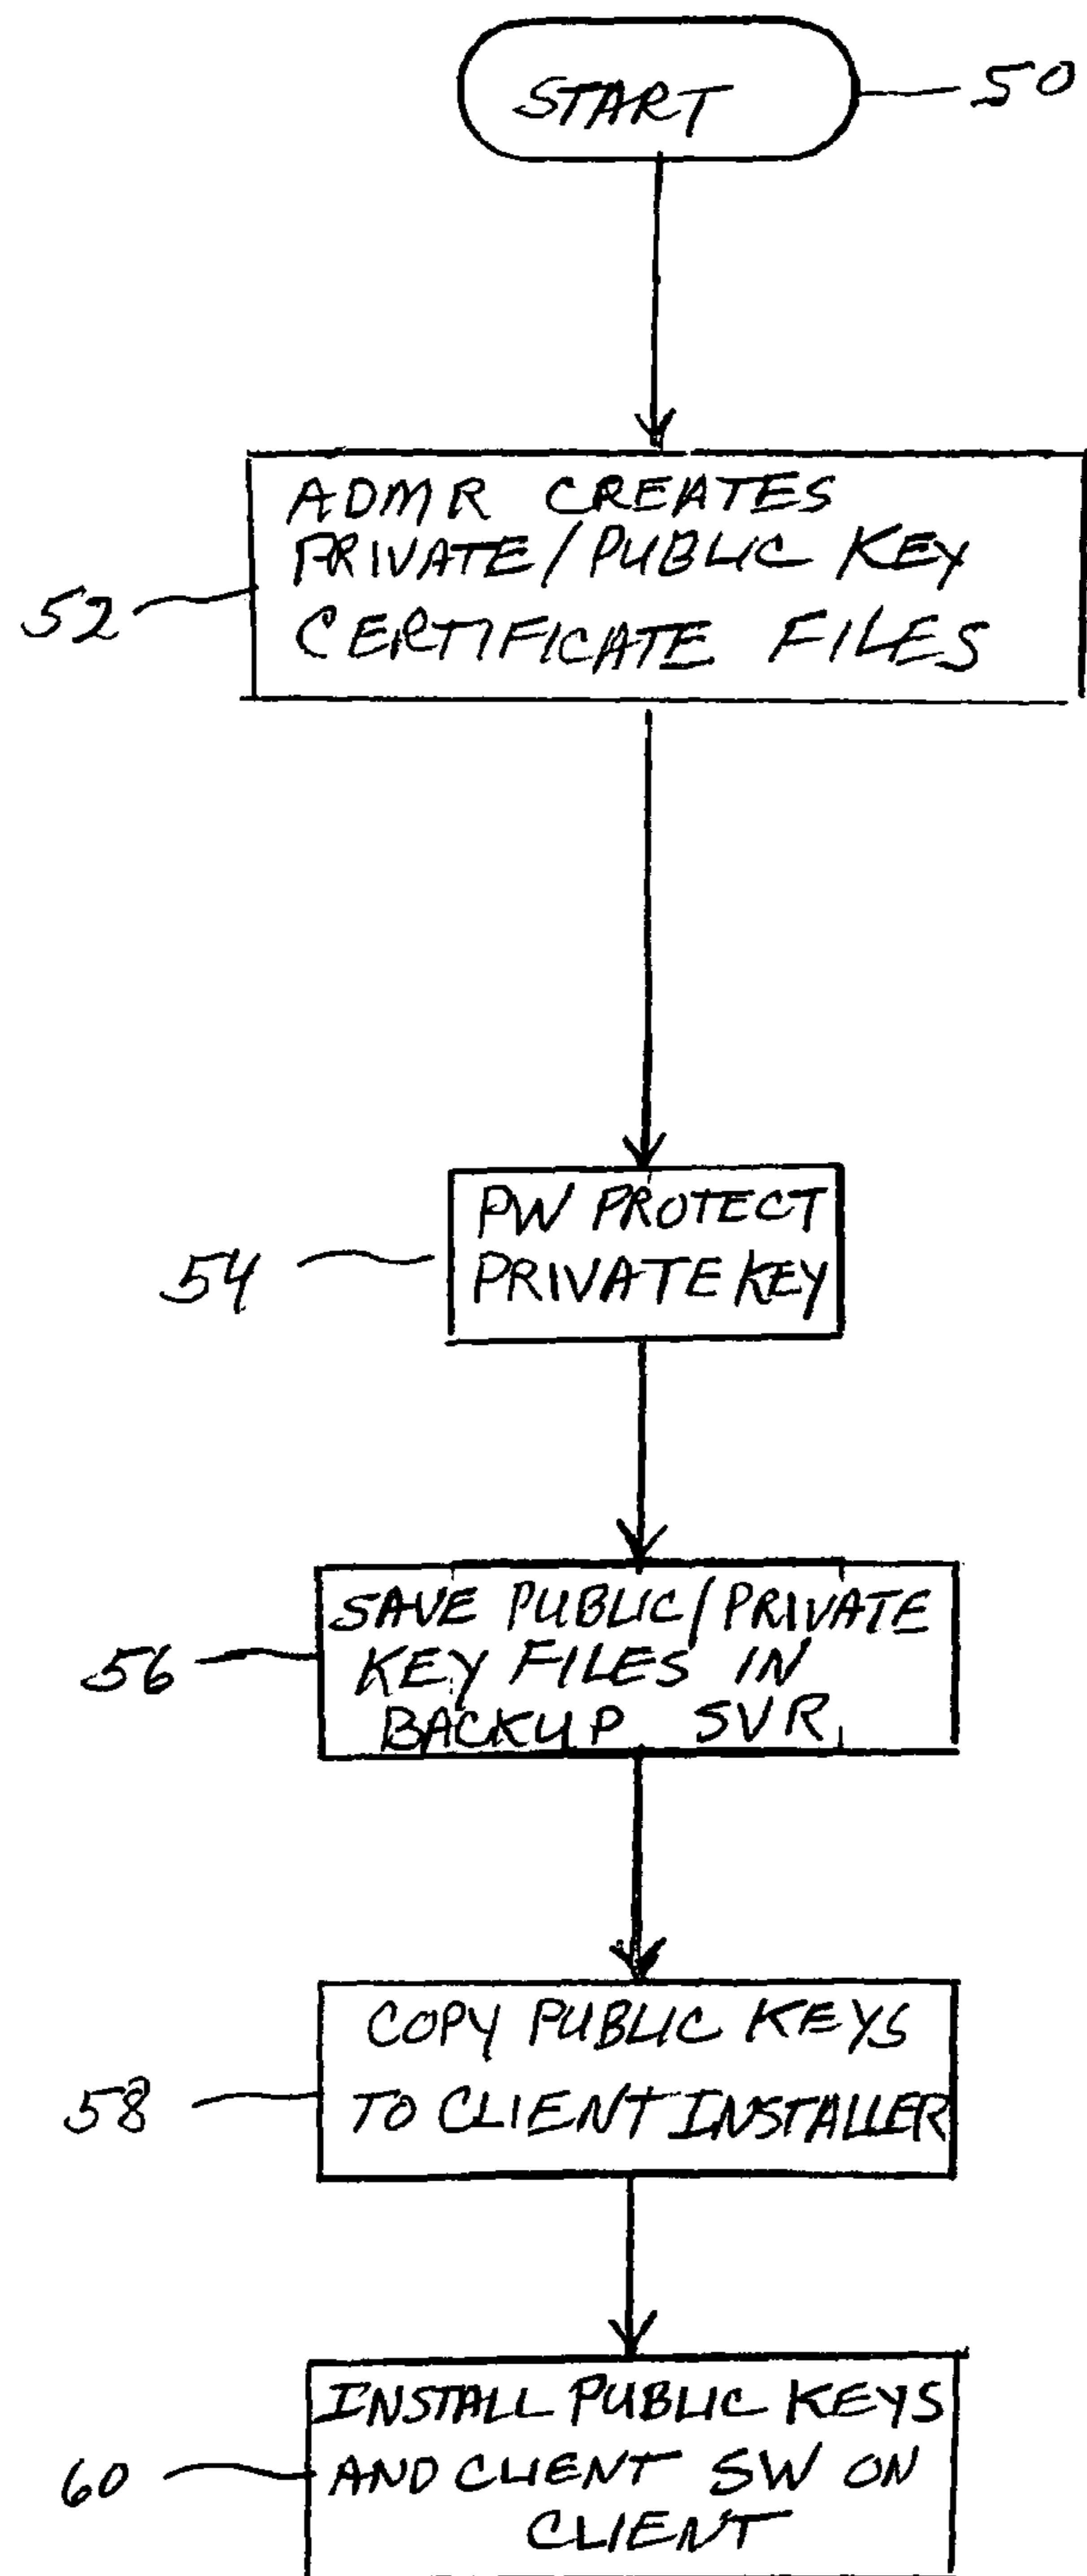 START
50
ADMR CREATES
PRIVATE/PUBLIC KEY
CERTIFICATE FILES
52
PW PROTECT
PRIVATE KEY
54
SAVE PUBLIC/PRIVATE
KEY FILES IN
BACKUP SVR
56
COPY PUBLIC KEYS
TO CLIENT INSTALLER
58
INSTALL PUBLIC KEYS
AND CLIENT SW ON
CLIENT
60